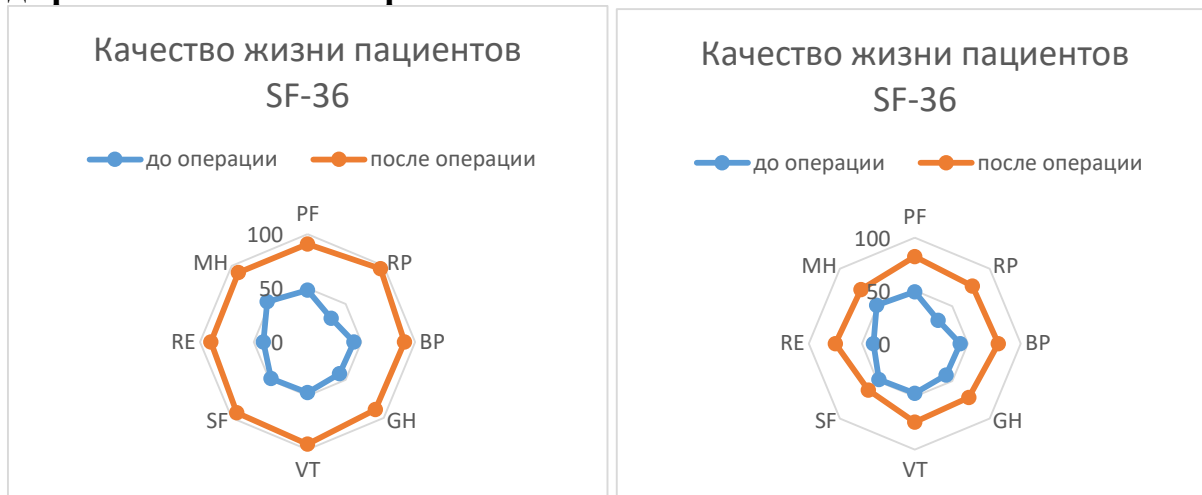 Качество жизни пациентов
SF-36
до операции после операции
PF
100
MH RP
50
RE 0 BP
SF GH
VT
Качество жизни пациентов
SF-36
до операции после операции
PF
100
MH RP
50
RE 0 BP
SF GH
VT